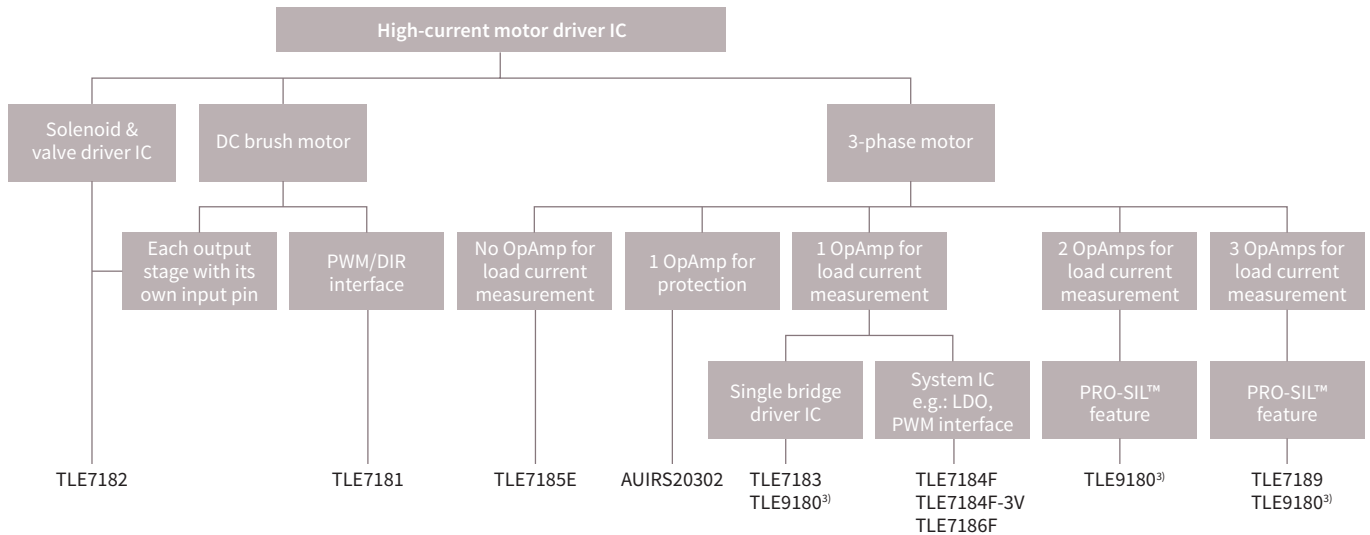 High-current motor driver IC
Solenoid &
valve driver IC
DC brush motor
3-phase motor
Each output
stage with its
own input pin
PWM/DIR
interface
No OpAmp for
load current
measurement
1 OpAmp for
protection
1 OpAmp for
load current
measurement
2 OpAmps for
load current
measurement
3 OpAmps for
load current
measurement
Single bridge
driver IC
System IC
e.g.: LDO,
PWM interface
PRO-SIL™
feature
PRO-SIL™
feature
TLE7182
TLE7181
TLE7185E
AUIRS20302
TLE7183
TLE9180³⁾
TLE7184F
TLE7184F-3V
TLE7186F
TLE9180³⁾
TLE7189
TLE9180³⁾